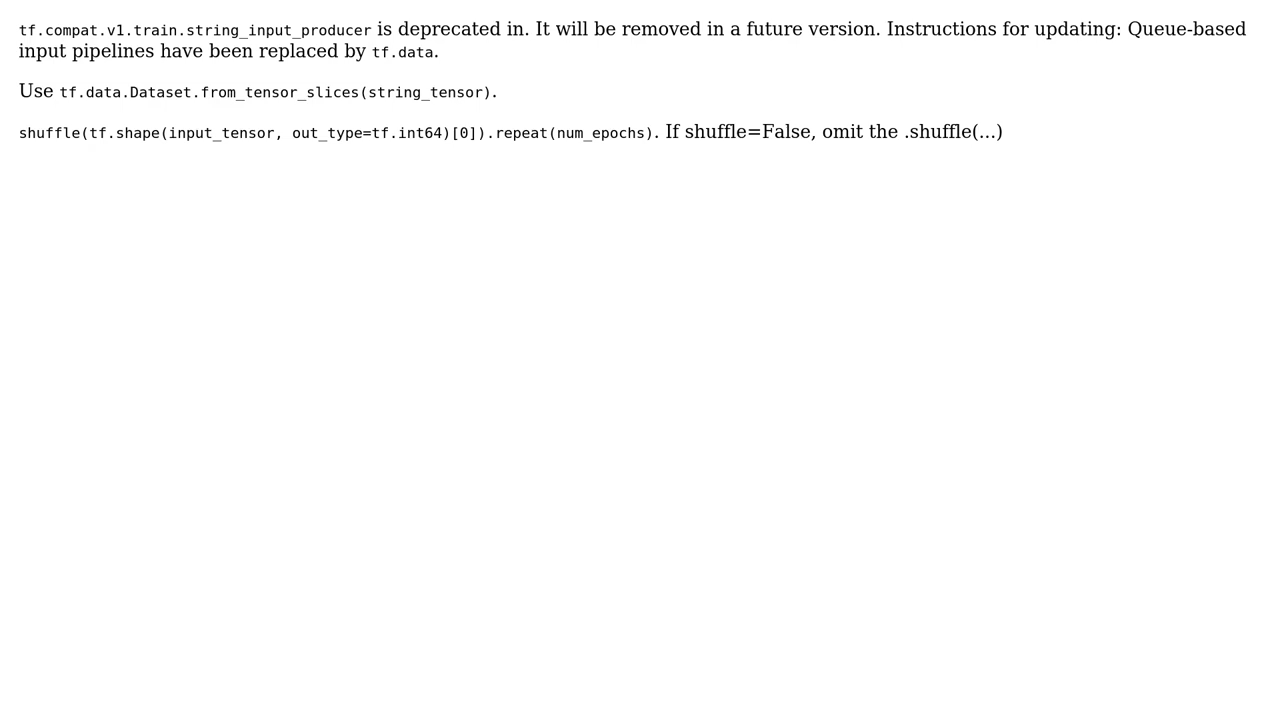 tf.compat.v1.train.string_input_producer is deprecated in. It will be removed in a future version. Instructions for updating: Queue-based
input pipelines have been replaced by tf.data.
Use tf.data.Dataset.from_tensor_slices(string_tensor).
shuffle(tf.shape(input_tensor, out_type=tf.int64)[0]).repeat(num_epochs). If shuffle=False, omit the .shuffle(...)